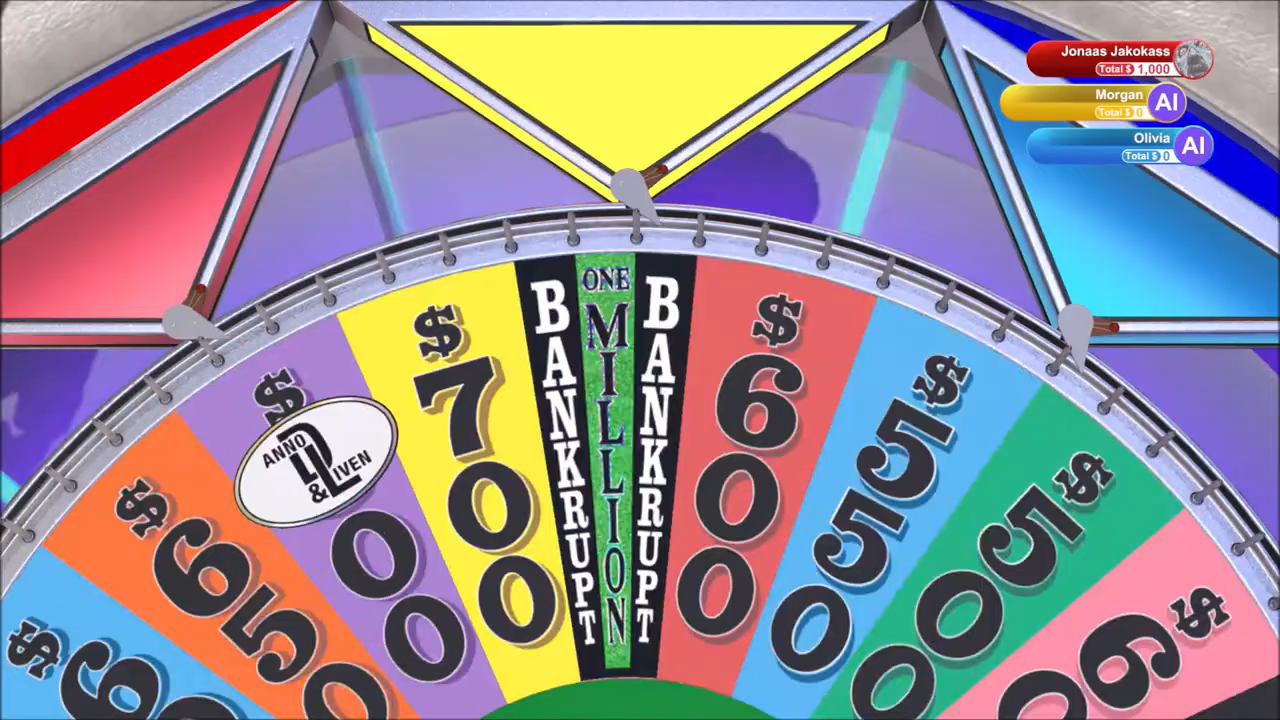 Jonaas Jakokass
Total $ 1,000
Morgan AI
Total $ 0
Olivia AI
Total $ 0
$650
$
ANNO
D
L
&
IVEN
00
$700
BANKRUPT
ONE MILLION
BANKRUPT
$600
$550
$500